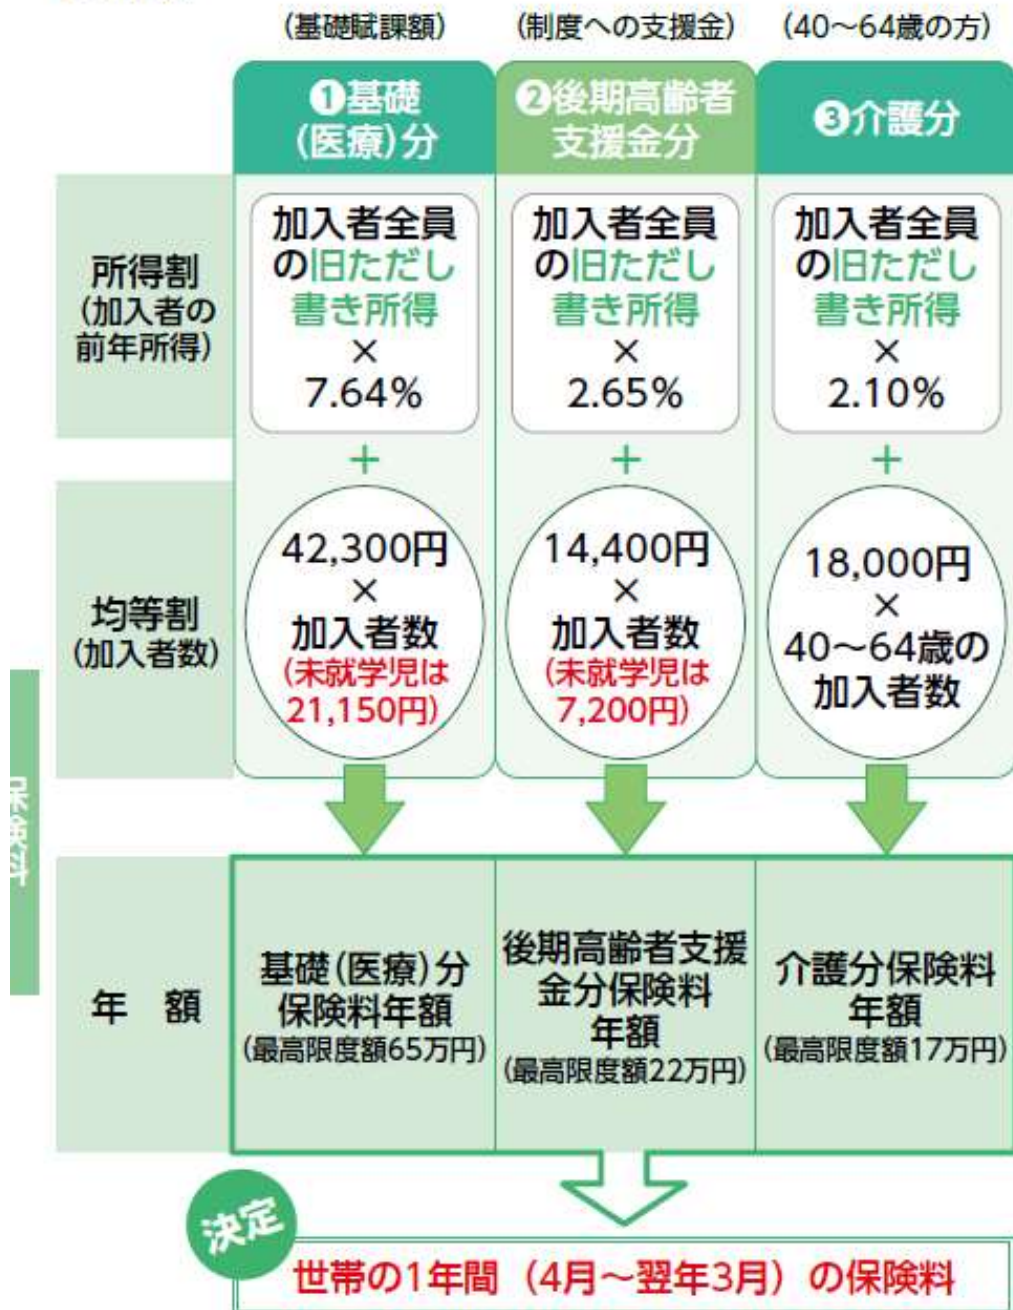 (基礎賦課額)
(制度への支援金)
(40～64歳の方)
❶基礎
(医療)分
❷後期高齢者
支援金分
❸介護分
所得割
(加入者の
前年所得)
加入者全員
の旧ただし
書き所得
×
7.64%
加入者全員
の旧ただし
書き所得
×
2.65%
加入者全員
の旧ただし
書き所得
×
2.10%
+
+
+
均等割
(加入者数)
42,300円
×
加入者数
(未就学児は
21,150円)
14,400円
×
加入者数
(未就学児は
7,200円)
18,000円
×
40～64歳の
加入者数
保険料
年　額
基礎(医療)分
保険料年額
(最高限度額65万円)
後期高齢者支援
金分保険料
年額
(最高限度額22万円)
介護分保険料
年額
(最高限度額17万円)
決定
世帯の1年間（4月～翌年3月）の保険料